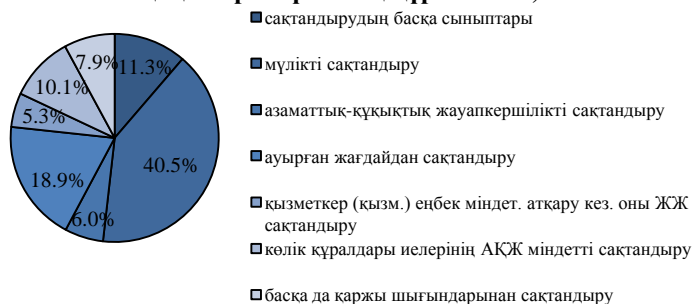 сақтандырудың басқа сыныптары
мүлікті сақтандыру
азаматтық-құқықтық жауапкершілікті сақтандыру
ауырған жағдайдан сақтандыру
қызметкер (қызм.) еңбек міндет. атқару кез. оны ЖЖ
сақтандыру
көлік құралдары иелерінің АҚЖ міндетті сақтандыру
басқа да қаржы шығындарынан сақтандыру
7.9%
11.3%
10.1%
5.3%
40.5%
18.9%
6.0%